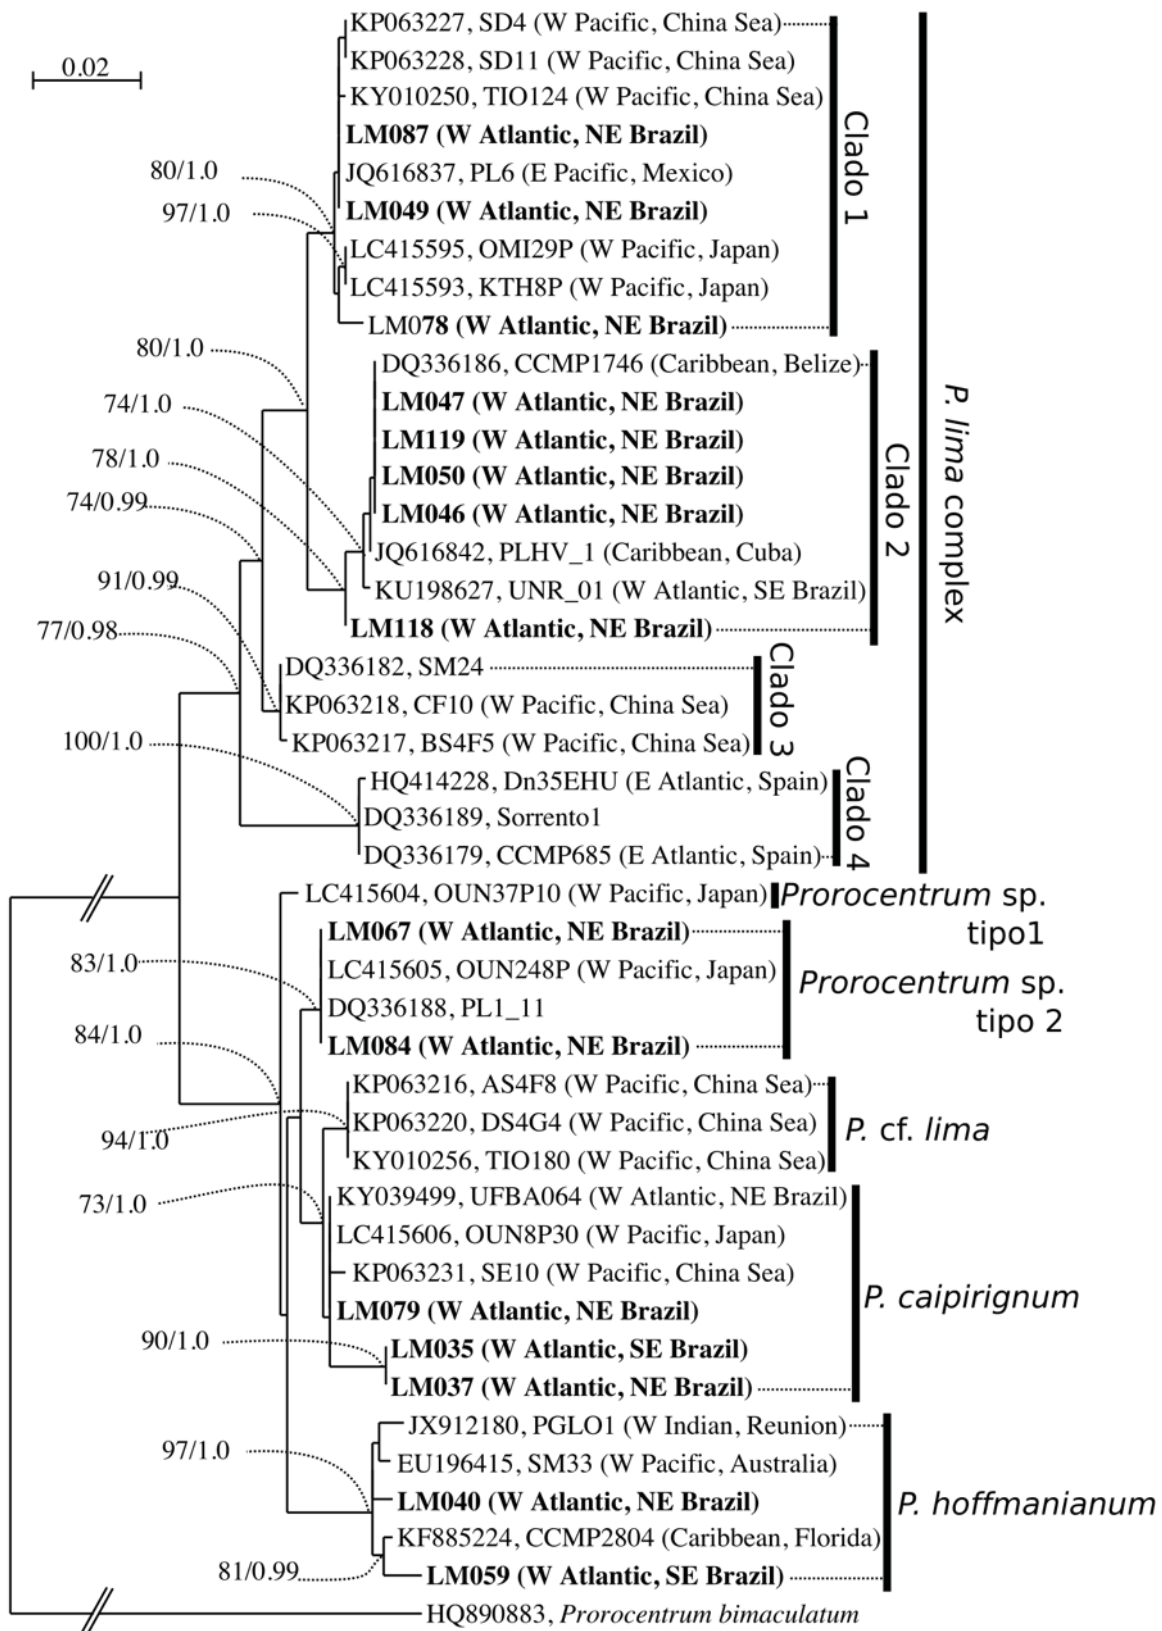 KP063227, SD4 (W Pacific, China Sea)
0.02
KP063228, SD11 (W Pacific, China Sea)
KY010250, TIO124 (W Pacific, China Sea)
LM087 (W Atlantic, NE Brazil)
80/1.0
JQ616837, PL6 (E Pacific, Mexico)
97/1.0
LM049 (W Atlantic, NE Brazil)
Clado 1
LC415595, OMI29P (W Pacific, Japan)
LC415593, KTH8P (W Pacific, Japan)
LM078 (W Atlantic, NE Brazil)
80/1.0
DQ336186, CCMP1746 (Caribbean, Belize)
74/1.0
LM047 (W Atlantic, NE Brazil)
LM119 (W Atlantic, NE Brazil)
78/1.0
LM050 (W Atlantic, NE Brazil)
74/0.99
LM046 (W Atlantic, NE Brazil)
Clado 2
P. lima complex
JQ616842, PLHV_1 (Caribbean, Cuba)
91/0.99
KU198627, UNR_01 (W Atlantic, SE Brazil)
77/0.98
LM118 (W Atlantic, NE Brazil)
DQ336182, SM24
KP063218, CF10 (W Pacific, China Sea)
Clado 3
100/1.0
KP063217, BS4F5 (W Pacific, China Sea)
HQ414228, Dn35EHU (E Atlantic, Spain)
DQ336189, Sorrento1
Clado 4
DQ336179, CCMP685 (E Atlantic, Spain)
LC415604, OUN37P10 (W Pacific, Japan)
Prorocentrum sp.
tipo1
LM067 (W Atlantic, NE Brazil)
83/1.0
LC415605, OUN248P (W Pacific, Japan)
Prorocentrum sp.
tipo 2
DQ336188, PL1_11
84/1.0
LM084 (W Atlantic, NE Brazil)
KP063216, AS4F8 (W Pacific, China Sea)
KP063220, DS4G4 (W Pacific, China Sea)
P. cf. lima
94/1.0
KY010256, TIO180 (W Pacific, China Sea)
73/1.0
KY039499, UFBA064 (W Atlantic, NE Brazil)
LC415606, OUN8P30 (W Pacific, Japan)
KP063231, SE10 (W Pacific, China Sea)
P. caipirignum
LM079 (W Atlantic, NE Brazil)
90/1.0
LM035 (W Atlantic, SE Brazil)
LM037 (W Atlantic, NE Brazil)
JX912180, PGLO1 (W Indian, Reunion)
97/1.0
EU196415, SM33 (W Pacific, Australia)
LM040 (W Atlantic, NE Brazil)
P. hoffmanianum
KF885224, CCMP2804 (Caribbean, Florida)
81/0.99
LM059 (W Atlantic, SE Brazil)
HQ890883, Prorocentrum bimaculatum